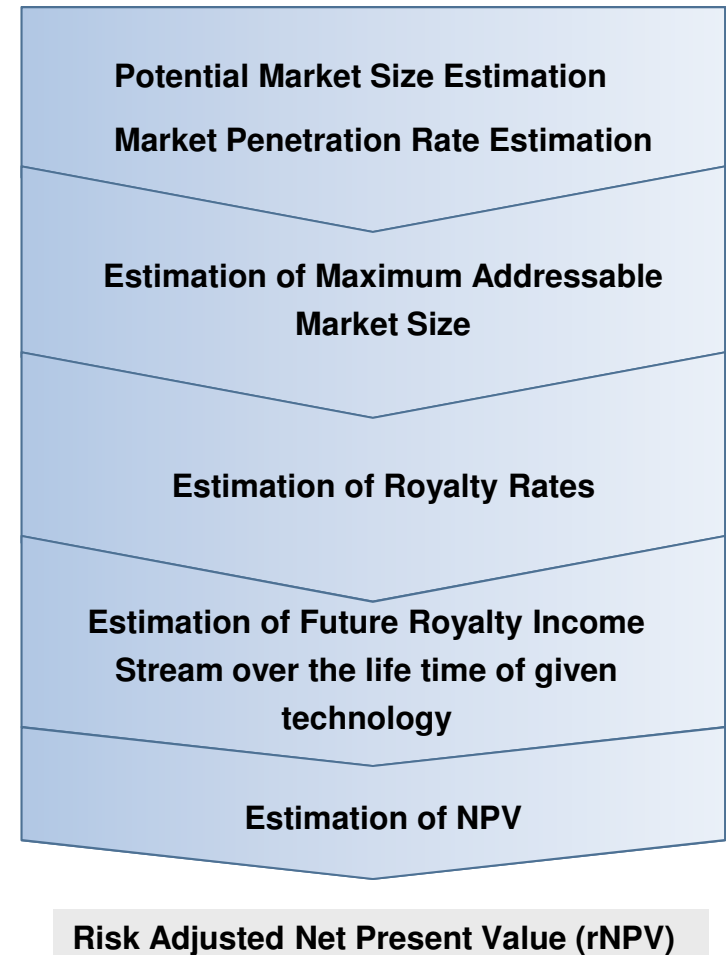 Potential Market Size Estimation
Market Penetration Rate Estimation
Estimation of Maximum Addressable
Market Size
Estimation of Royalty Rates
Estimation of Future Royalty Income
Stream over the life time of given
technology
Estimation of NPV
Risk Adjusted Net Present Value (rNPV)